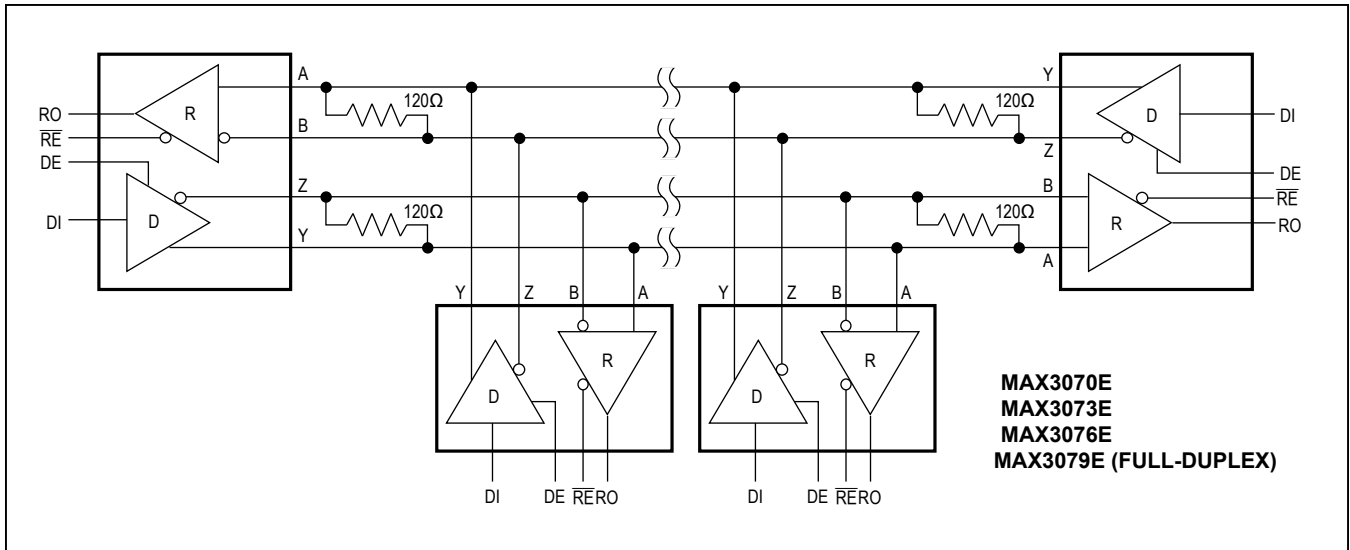 A
120Ω
B
RO
R
RE
DE
Z
120Ω
DI
D
Y
Y
120Ω
D
DI
Z
DE
B
RE
120Ω
R
RO
A
Y
Z
B
A
D
R
DI
DE
RE
RO
Y
Z
B
A
D
R
DI
DE
RE
RO
MAX3070E
MAX3073E
MAX3076E
MAX3079E (FULL-DUPLEX)